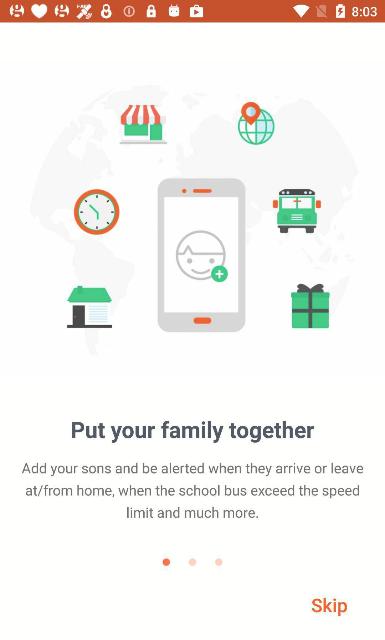 8:03
Put your family together
Add your sons and be alerted when they arrive or leave
at/from home, when the school bus exceed the speed
limit and much more.
Skip